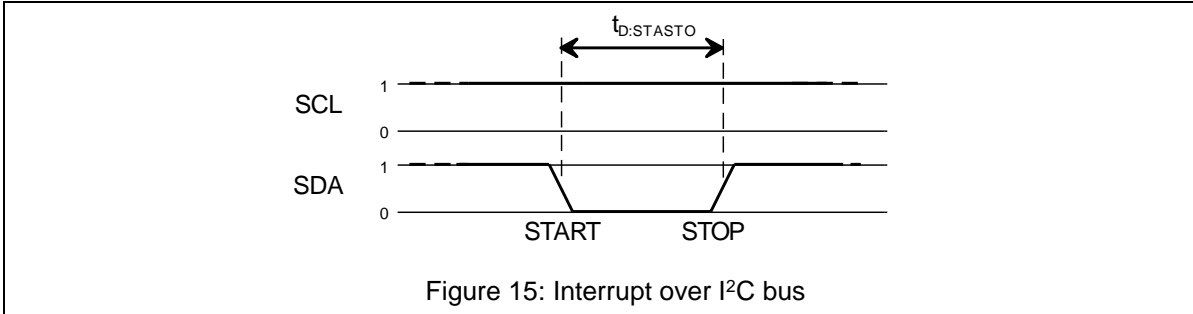 tD:STASTO
SCL
1
0
SDA
1
0
START STOP
Figure 15: Interrupt over I²C bus